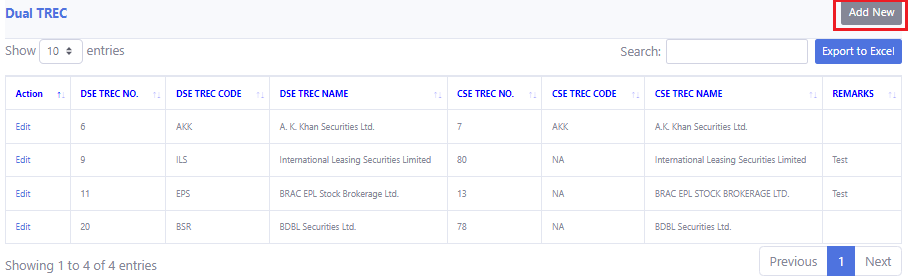 Dual TREC
Add New
Show 10 entries
Search:
Export to Excel
Action DSE TREC NO. DSE TREC CODE DSE TREC NAME CSE TREC NO. CSE TREC CODE CSE TREC NAME REMARKS
Edit 6 AKK A. K. Khan Securities Ltd. 7 AKK A.K. Khan Securities Ltd.
Edit 9 ILS International Leasing Securities Limited 80 NA International Leasing Securities Limited Test
Edit 11 EPS BRAC EPL Stock Brokerage Ltd. 13 NA BRAC EPL STOCK BROKERAGE LTD. Test
Edit 20 BSR BDBL Securities Ltd. 78 NA BDBL Securities Ltd.
Showing 1 to 4 of 4 entries
Previous 1 Next